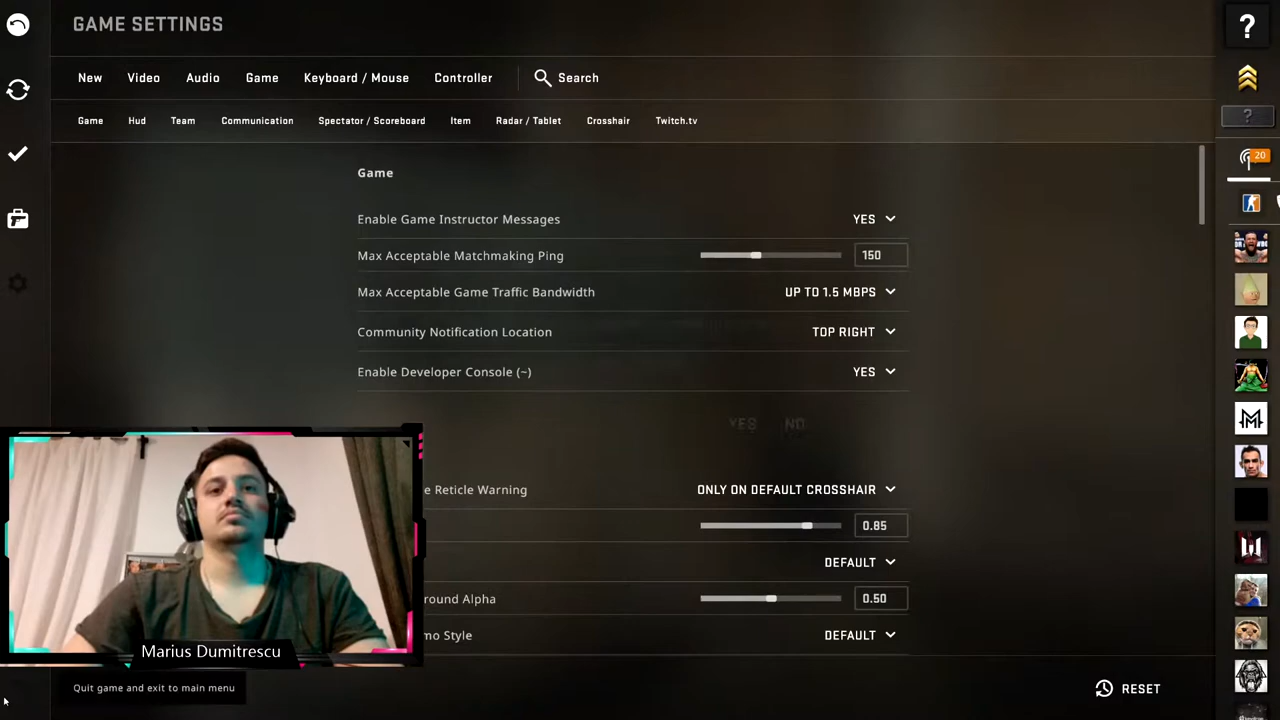 GAME SETTINGS
?
New Video Audio Game Keyboard / Mouse Controller Search
Game Hud Team Communication Spectator / Scoreboard Item Radar / Tablet Crosshair Twitch.tv
?
20
Game
Enable Game Instructor Messages YES
Max Acceptable Matchmaking Ping 150
Max Acceptable Game Traffic Bandwidth UP TO 1.5 MBPS
Community Notification Location TOP RIGHT
Enable Developer Console (~) YES
YES NO
Reticle Warning ONLY ON DEFAULT CROSSHAIR
0.85
DEFAULT
Alpha 0.50
Style DEFAULT
Marius Dumitrescu
Quit game and exit to main menu
RESET